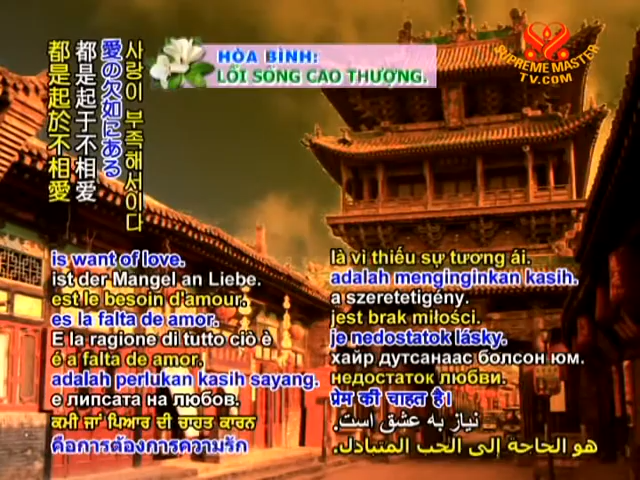 SUPREME MASTER
TV.COM
HÒA BÌNH:
LỐI SỐNG CAO THƯỢNG.
사랑이 부족해서이다
愛の欠如にある
都是起于不相爱
都是起於不相愛
is want of love.
ist der Mangel an Liebe.
est le besoin d'amour.
es la falta de amor.
E la ragione di tutto ciò è
é a falta de amor.
adalah perlukan kasih sayang.
е липсата на любов.
ਕਮੀ ਜਾਂ ਪਿਆਰ ਦੀ ਚਾਹਤ ਕਾਰਨ
คือการต้องการความรัก
là vì thiếu sự tương ái.
adalah menginginkan kasih.
a szeretetigény.
jest brak miłości.
je nedostatok lásky.
хайр дутсанаас болсон юм.
недостаток любви.
प्रेम की चाहत है।
نیاز به عشق است.
هو الحاجة إلى الحب المتبادل.